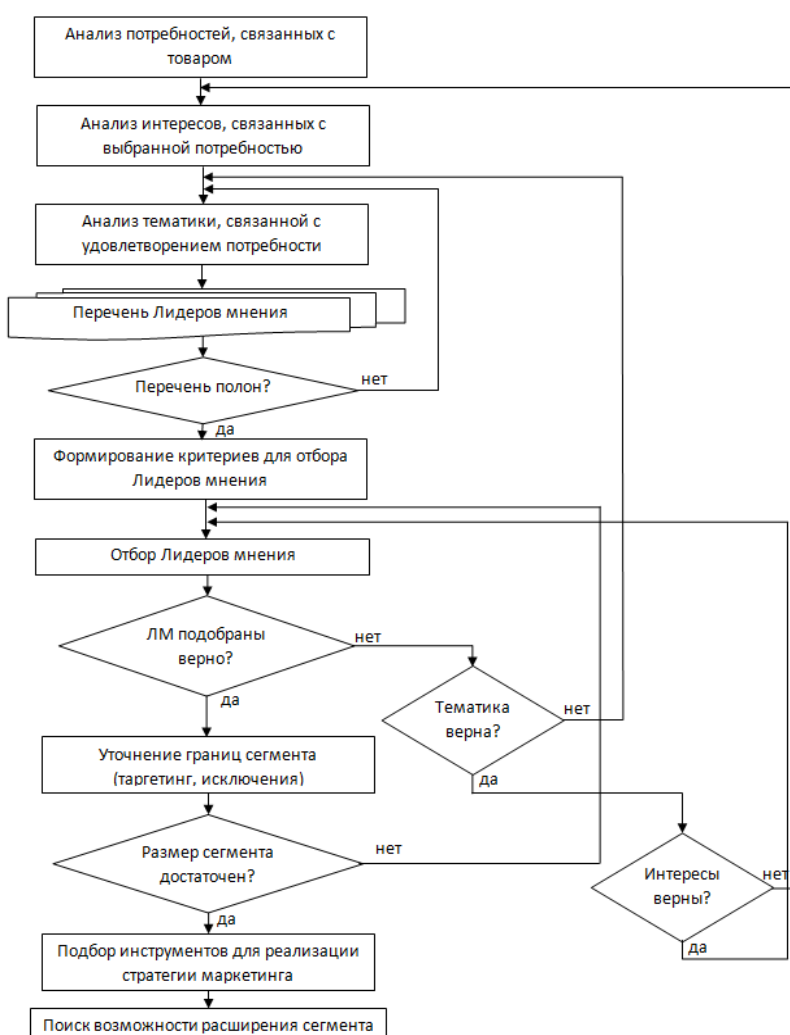 Анализ потребностей, связанных с
товаром
Анализ интересов, связанных с
выбранной потребностью
Анализ тематики, связанной с
удовлетворением потребности
Перечень Лидеров мнения
Перечень полон?
нет
да
Формирование критериев для отбора
Лидеров мнения
Отбор Лидеров мнения
ЛМ подобраны
верно?
нет
да
Тематика
верна?
нет
да
Уточнение границ сегмента
(таргетинг, исключения)
Размер сегмента
достаточен?
нет
да
Интересы
верны?
нет
да
Подбор инструментов для реализации
стратегии маркетинга
Поиск возможности расширения сегмента